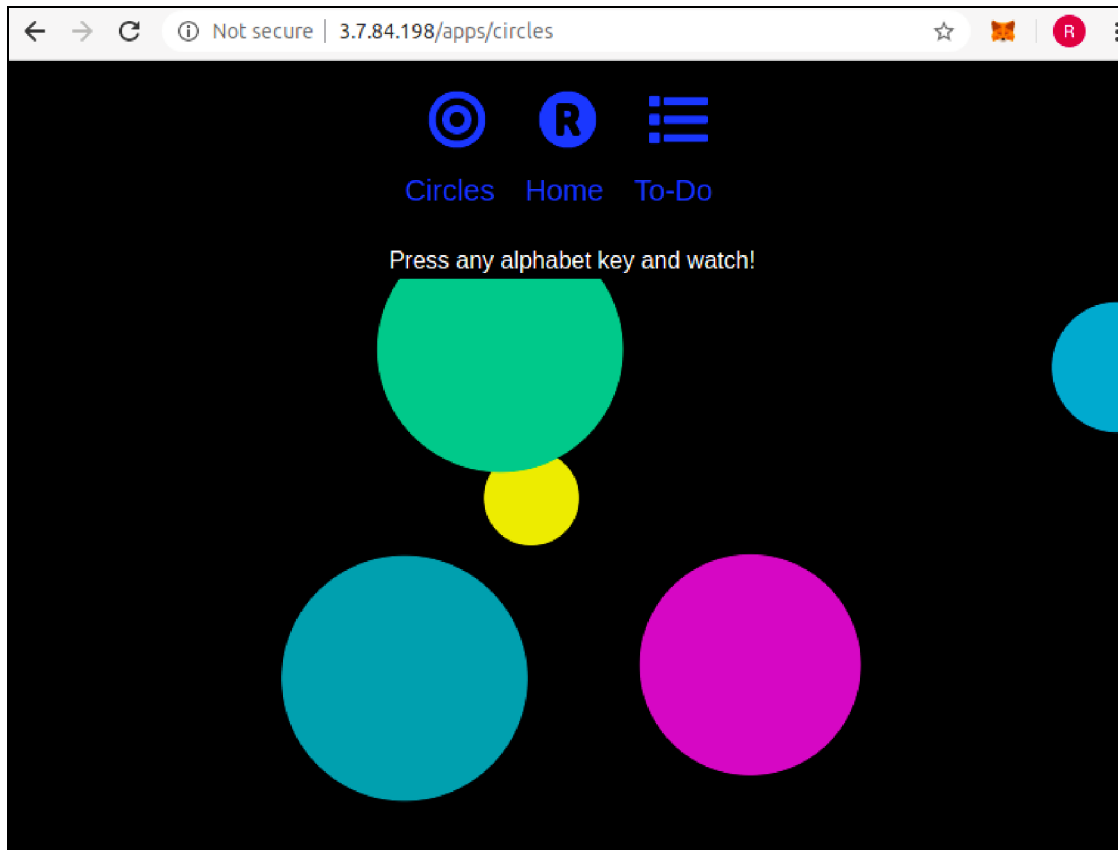 Not secure | 3.7.84.198/apps/circles
R
R
Circles Home To-Do
Press any alphabet key and watch!